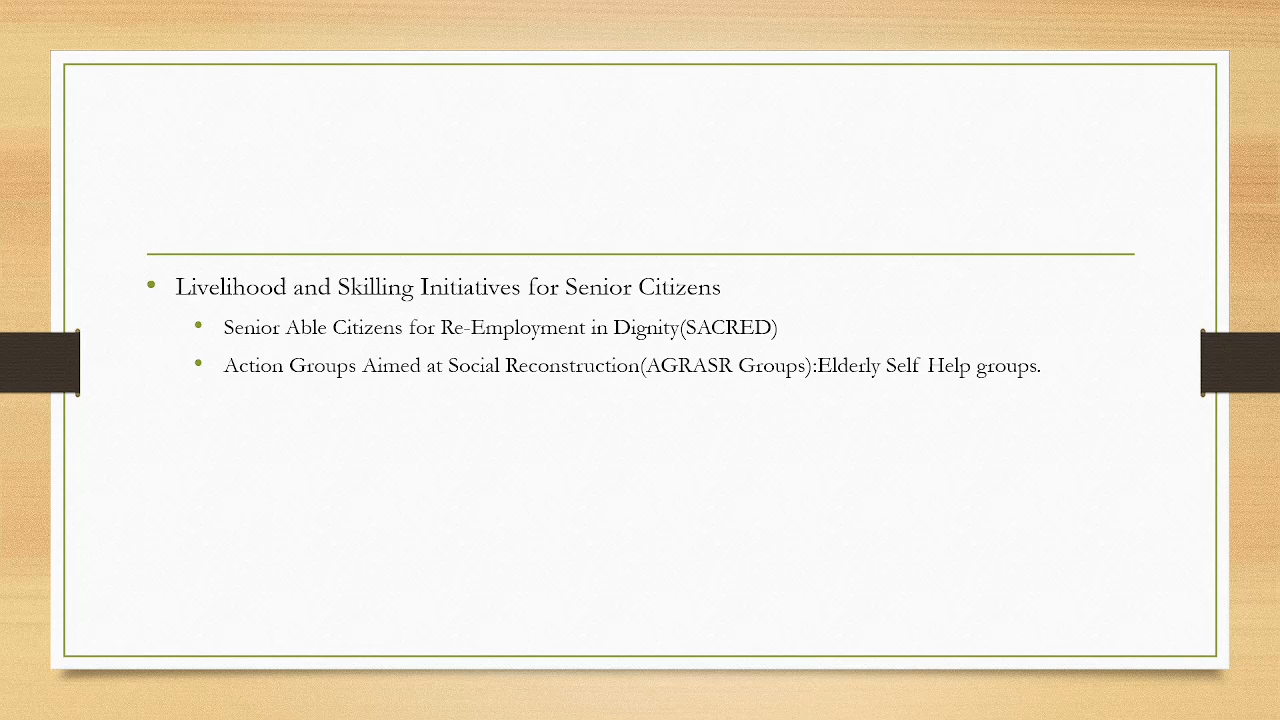 • Livelihood and Skilling Initiatives for Senior Citizens
• Senior Able Citizens for Re-Employment in Dignity(SACRED)
• Action Groups Aimed at Social Reconstruction(AGRASR Groups):Elderly Self Help groups.